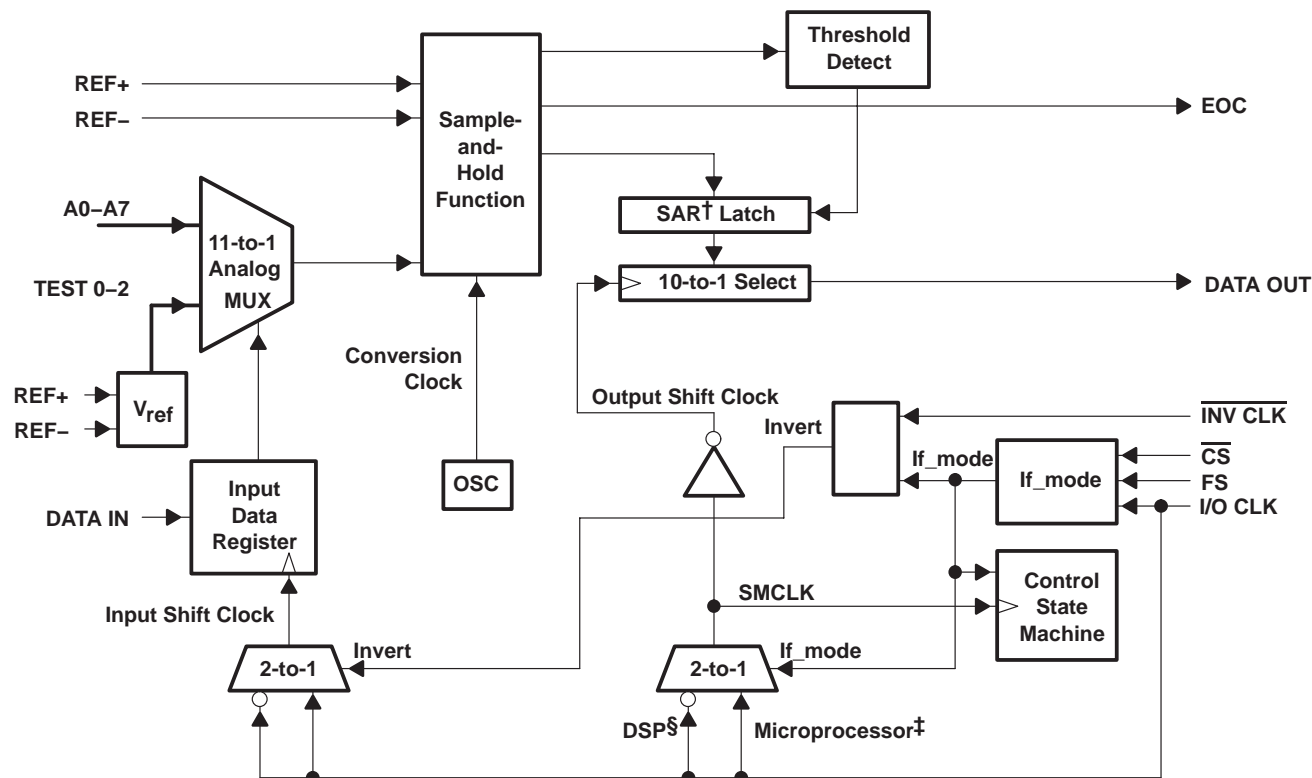 Threshold
Detect
REF+
REF–
EOC
Sample-
and-
Hold
Function
A0–A7
SAR† Latch
11-to-1
Analog
MUX
TEST 0–2
10-to-1 Select
DATA OUT
Conversion
Clock
REF+
REF–
Vref
Output Shift Clock
Invert
INV CLK
If_mode
CS
FS
I/O CLK
If_mode
OSC
DATA IN
Input
Data
Register
SMCLK
Control
State
Machine
Input Shift Clock
2-to-1
Invert
2-to-1
If_mode
DSP§
Microprocessor‡